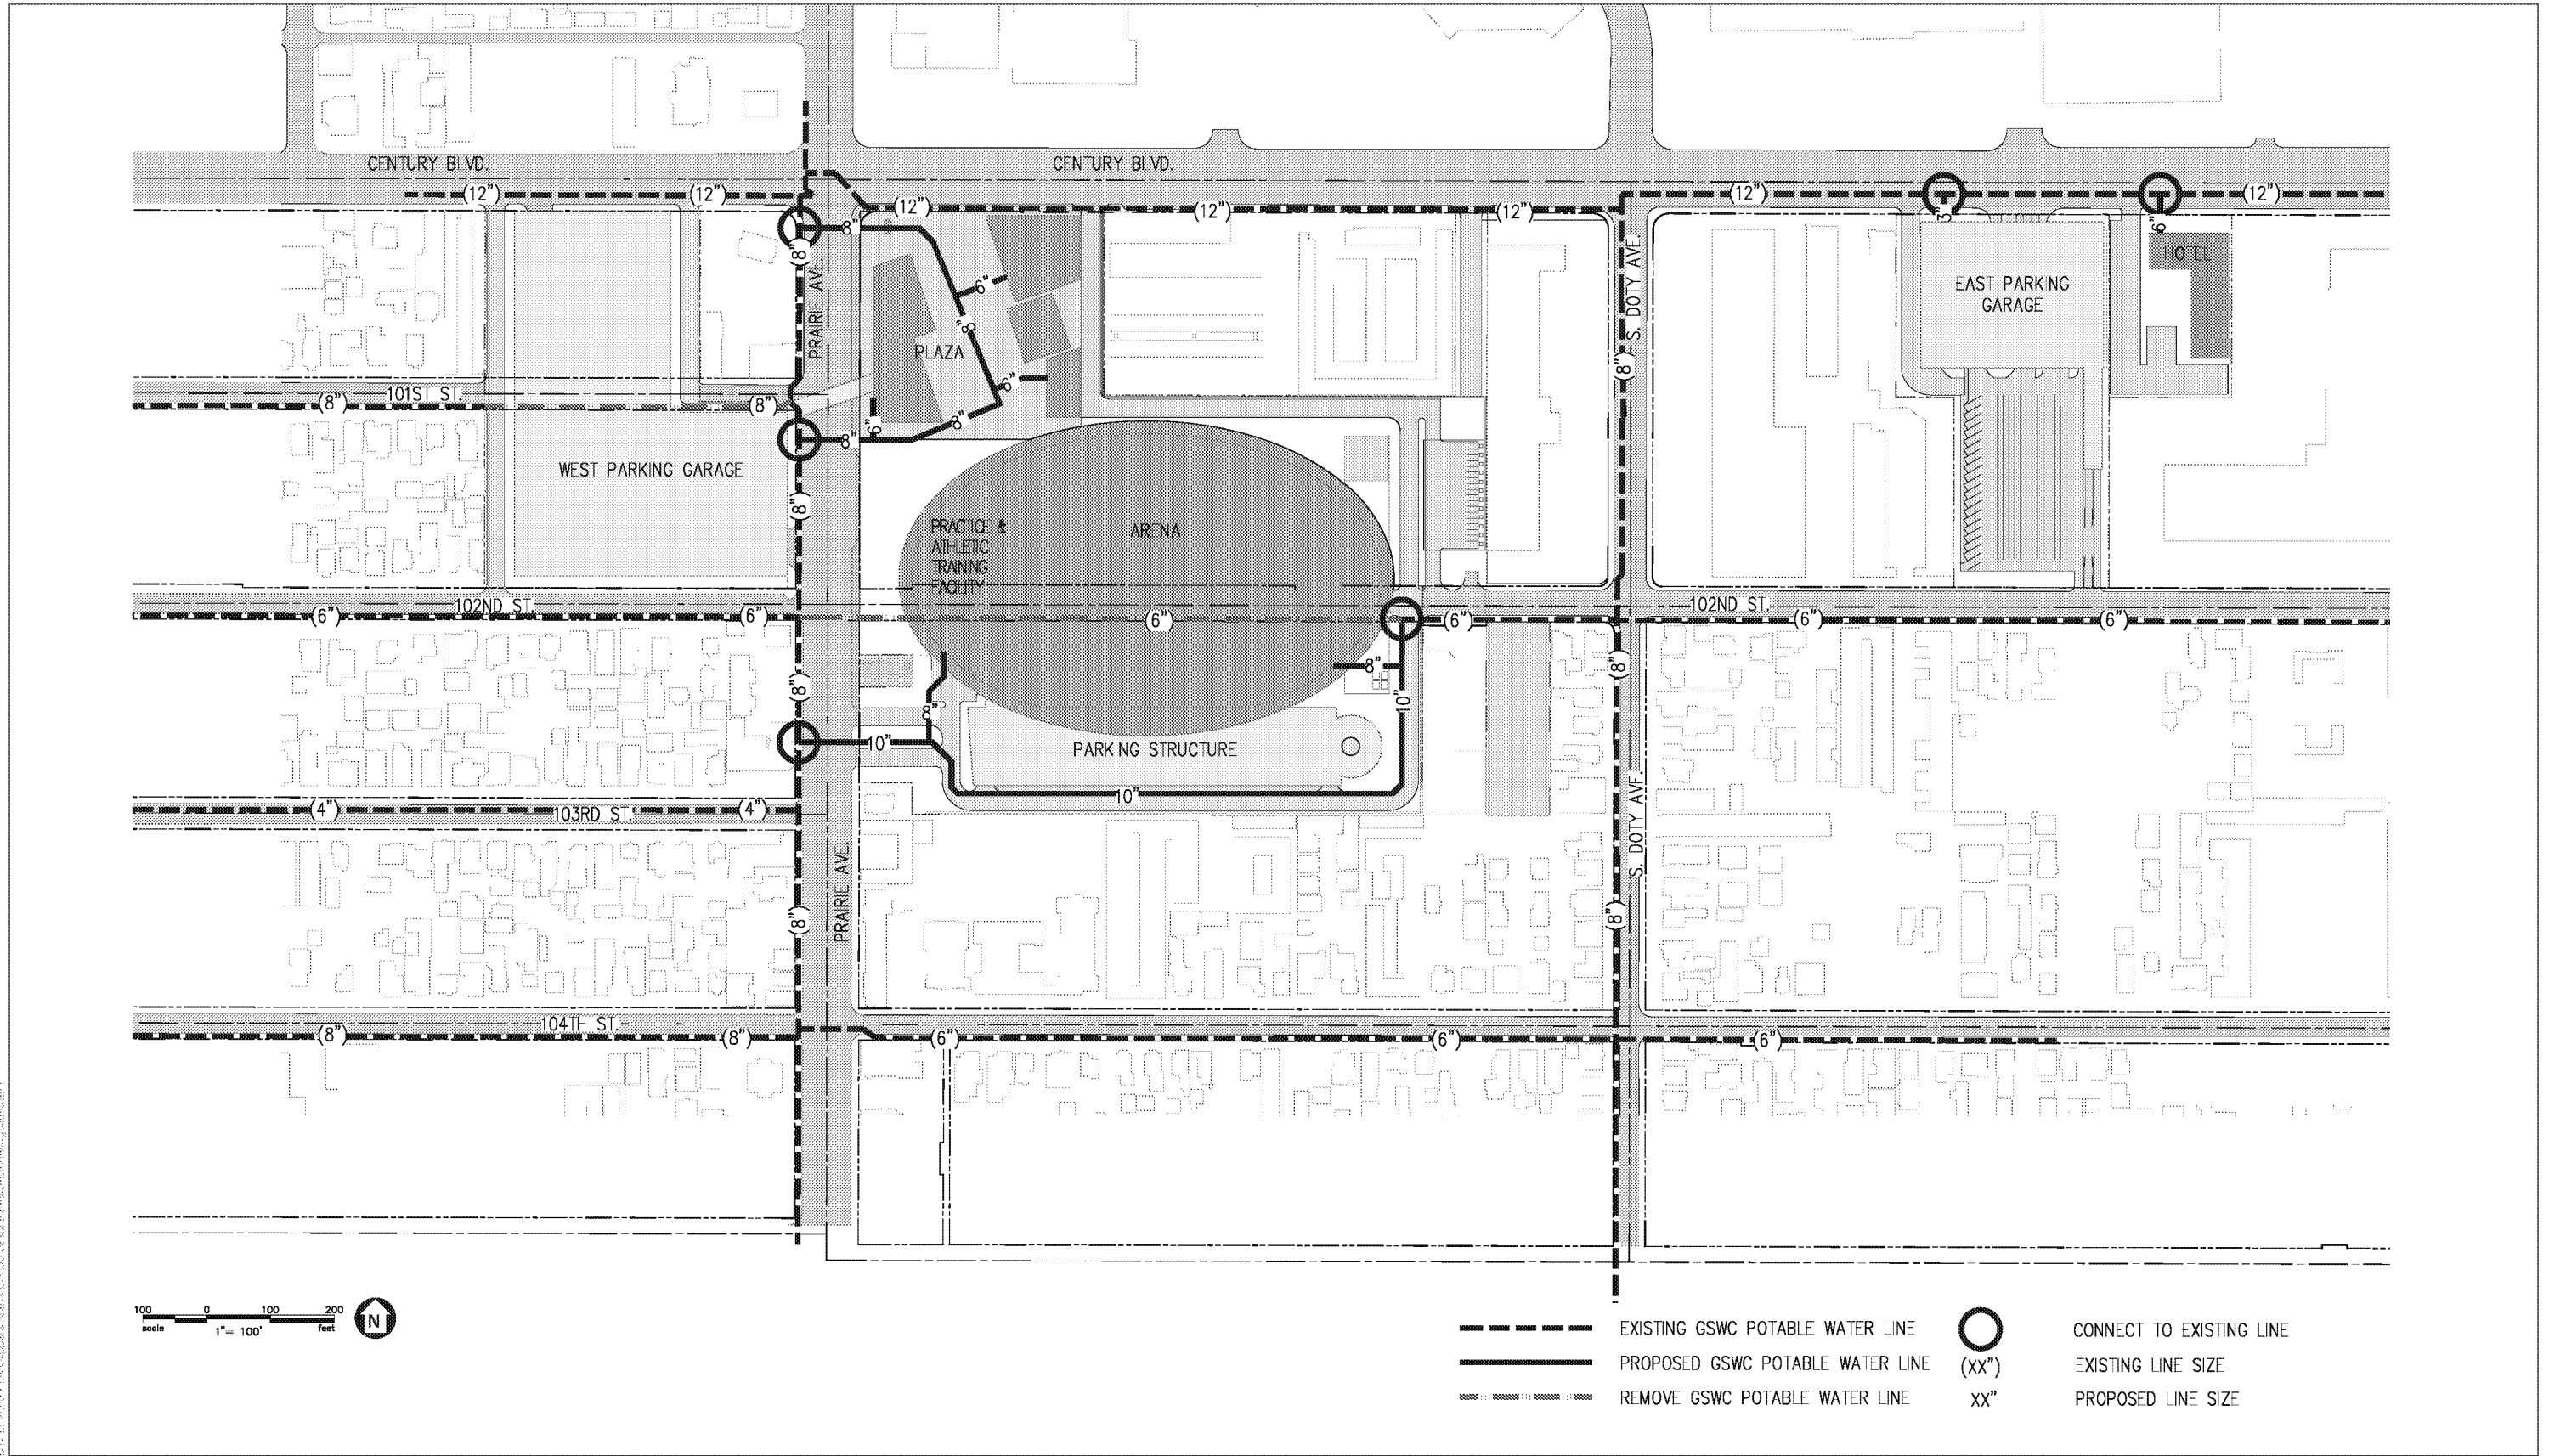 CENTURY BLVD.
CENTURY BLVD.
(12")
(12")
(12")
(12")
(12")
(12")
(12")
8"
3"
6"
(8")
PRAIRIE AVE.
S. DOTY AVE.
HOTEL
6"
EAST PARKING
GARAGE
8"
PLAZA
(8")
6"
101ST ST.
(8")
(8")
8"
6"
8"
WEST PARKING GARAGE
(8")
PRACTICE &
ATHLETIC
TRAINING
FACILITY
ARENA
102ND ST.
102ND ST.
(6")
(6")
(6")
(6")
(6")
(6")
(8")
8"
(8")
10"
8"
10"
PARKING STRUCTURE
10"
(4")
103RD ST.
(4")
S. DOTY AVE.
PRAIRIE AVE.
(8")
(8")
104TH ST.
(8")
(8")
(6")
(6")
(6")
100 0 100 200
scale 1"= 100' feet
N
EXISTING GSWC POTABLE WATER LINE
CONNECT TO EXISTING LINE
PROPOSED GSWC POTABLE WATER LINE
(XX") EXISTING LINE SIZE
REMOVE GSWC POTABLE WATER LINE
XX" PROPOSED LINE SIZE